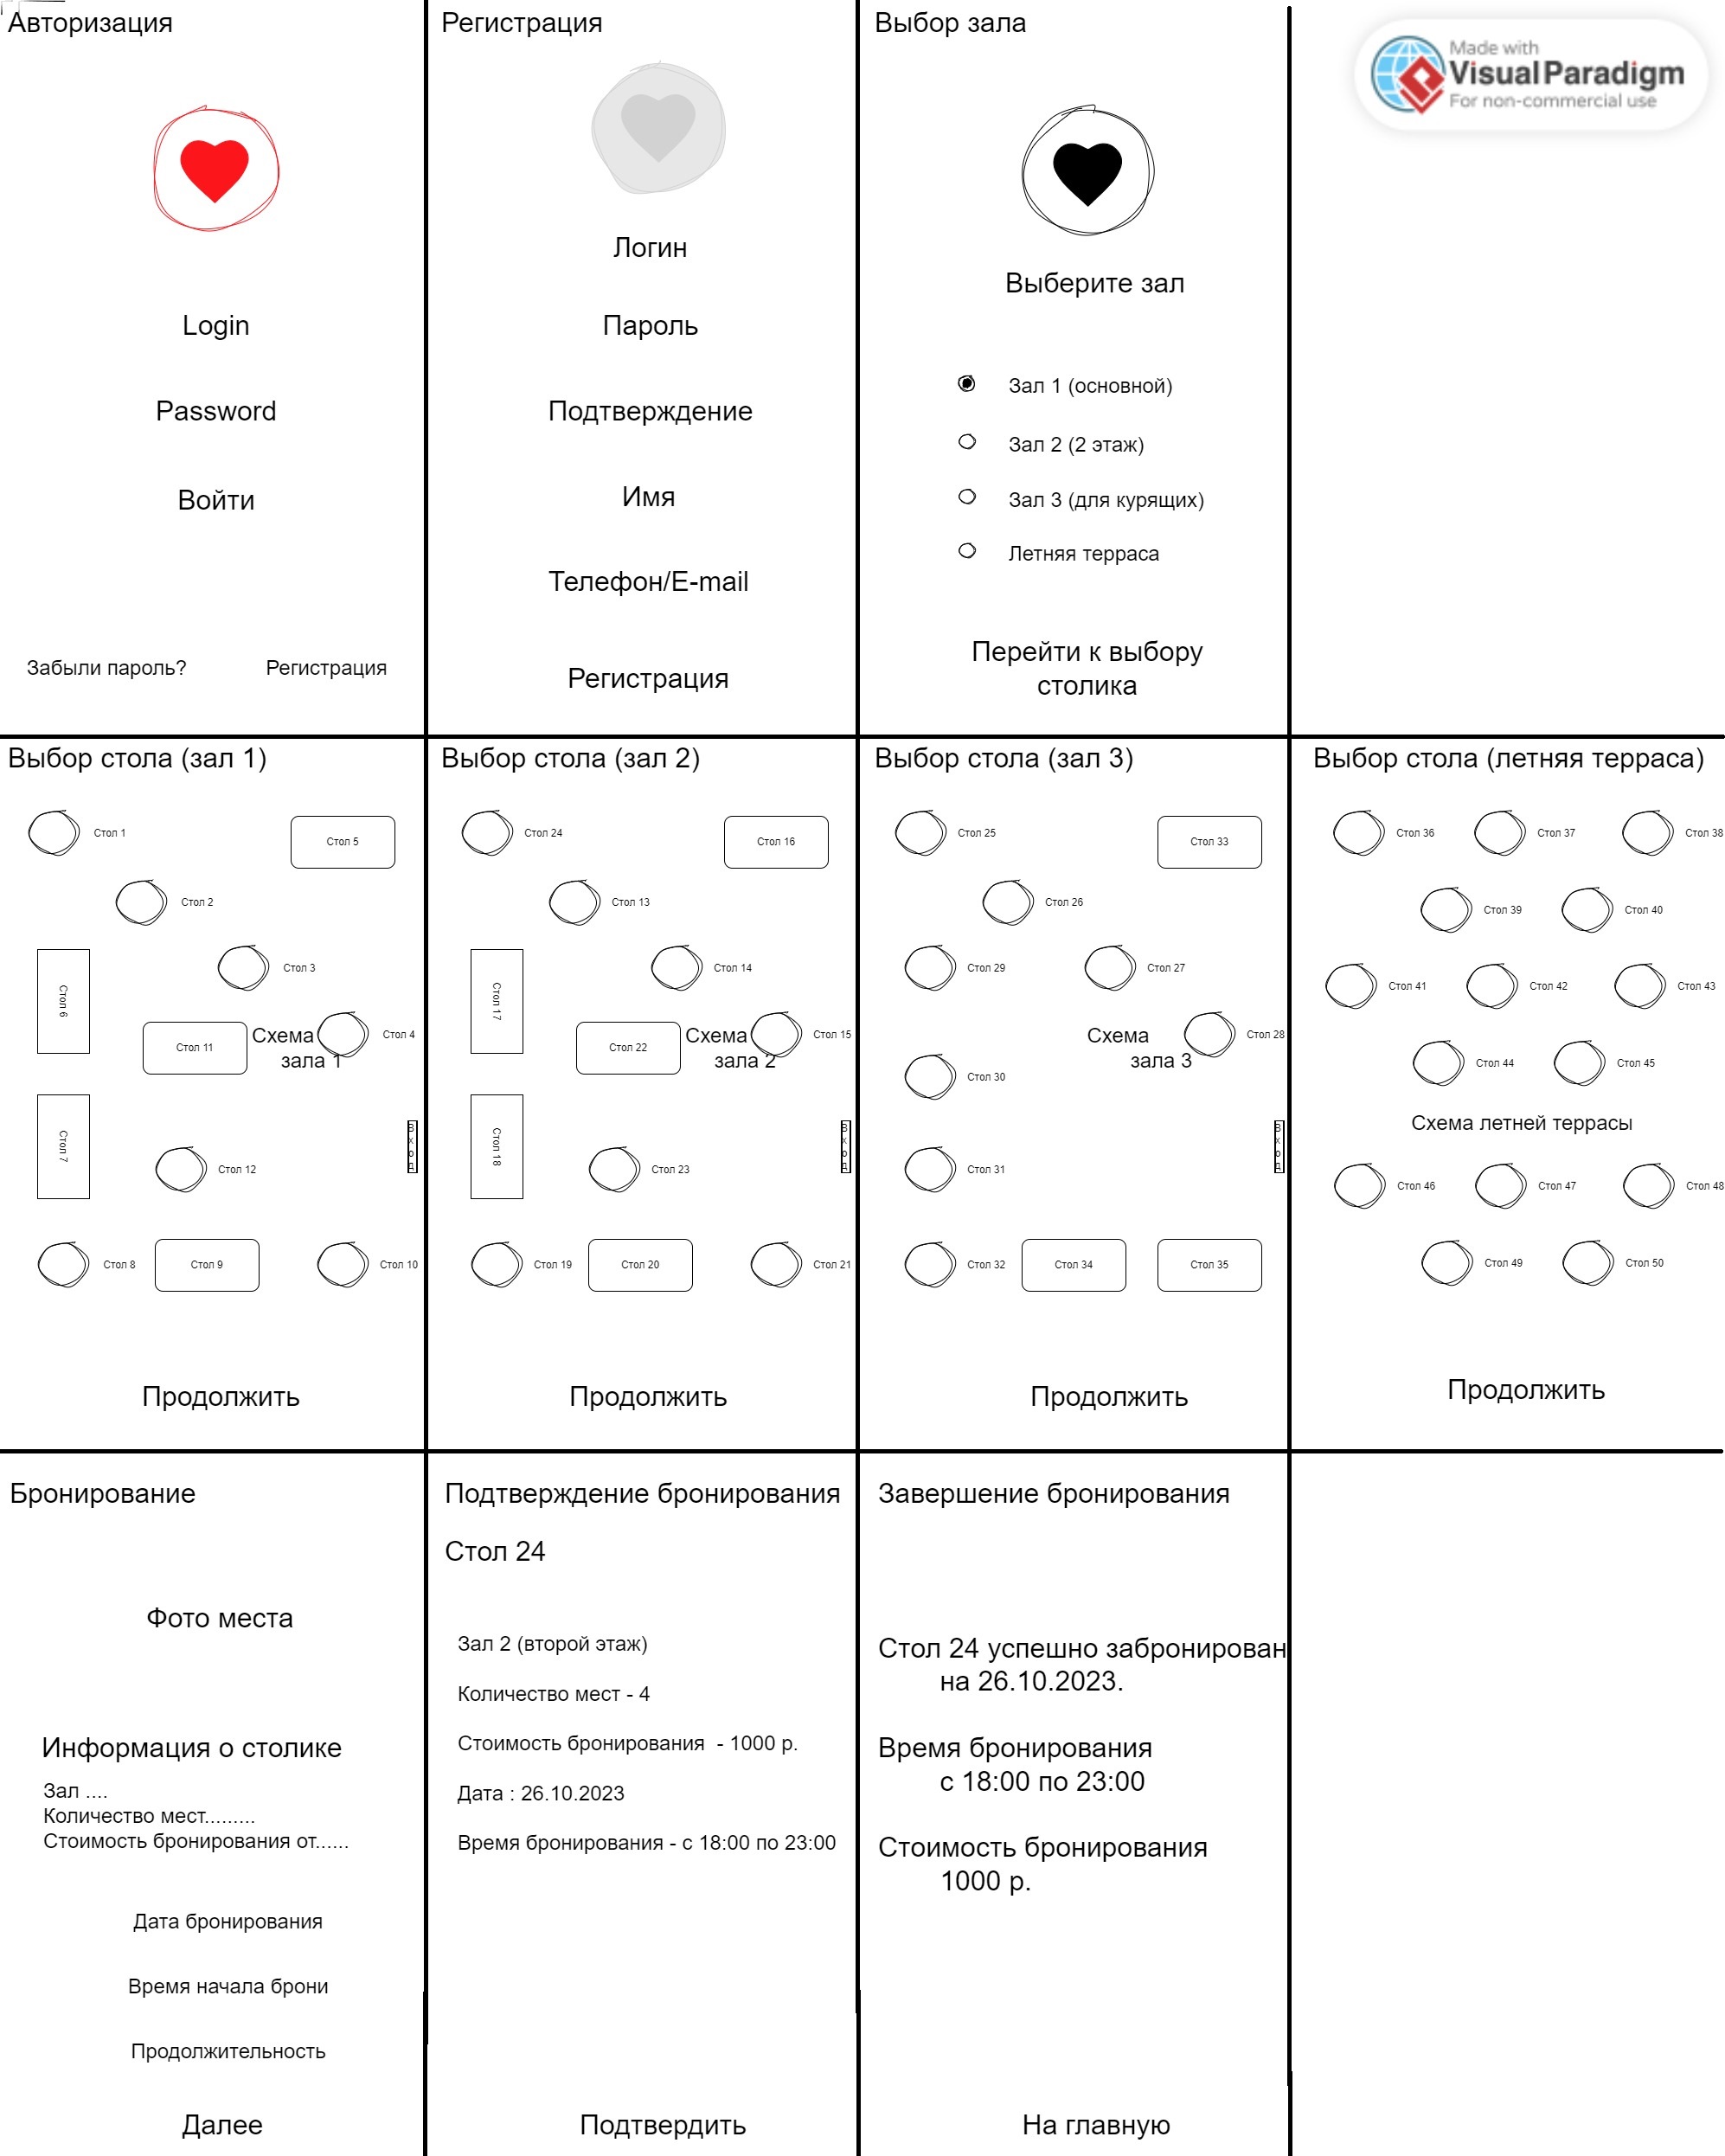 Авторизация
Login
Password
Войти
Забыли пароль?
Регистрация
Регистрация
Логин
Пароль
Подтверждение
Имя
Телефон/E-mail
Регистрация
Выбор зала
Выберите зал
Зал 1 (основной)
Зал 2 (2 этаж)
Зал 3 (для курящих)
Летняя терраса
Перейти к выбору
столика
Made with
Visual Paradigm
For non-commercial use
Выбор стола (зал 1)
Стол 1
Стол 5
Стол 2
Стол 3
Стол 6
Стол 11
Схема
зала 1
Стол 4
Стол 7
Вход
Стол 12
Стол 8
Стол 9
Стол 10
Продолжить
Выбор стола (зал 2)
Стол 24
Стол 16
Стол 13
Стол 14
Стол 17
Стол 22
Схема
зала 2
Стол 15
Стол 18
Вход
Стол 23
Стол 19
Стол 20
Стол 21
Продолжить
Выбор стола (зал 3)
Стол 25
Стол 33
Стол 26
Стол 29
Стол 27
Схема
зала 3
Стол 28
Стол 30
Вход
Стол 31
Стол 32
Стол 34
Стол 35
Продолжить
Выбор стола (летняя терраса)
Стол 36
Стол 37
Стол 38
Стол 39
Стол 40
Стол 41
Стол 42
Стол 43
Стол 44
Стол 45
Схема летней террасы
Стол 46
Стол 47
Стол 48
Стол 49
Стол 50
Продолжить
Бронирование
Фото места
Информация о столике
Зал ....
Количество мест.........
Стоимость бронирования от......
Дата бронирования
Время начала брони
Продолжительность
Далее
Подтверждение бронирования
Стол 24
Зал 2 (второй этаж)
Количество мест - 4
Стоимость бронирования  - 1000 р.
Дата : 26.10.2023
Время бронирования - с 18:00 по 23:00
Подтвердить
Завершение бронирования
Стол 24 успешно забронирован
на 26.10.2023.
Время бронирования
с 18:00 по 23:00
Стоимость бронирования
1000 р.
На главную